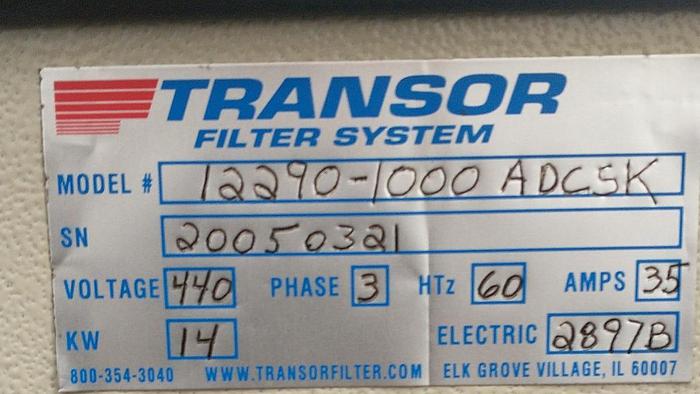 TRANSOR
FILTER SYSTEM
MODEL # 12290-1000 ADCSK
SN 20050321
VOLTAGE 440 PHASE 3 HTz 60 AMPS 35
KW 14 ELECTRIC 2897B
800-354-3040 WWW.TRANSORFILTER.COM ELK GROVE VILLAGE, IL 60007